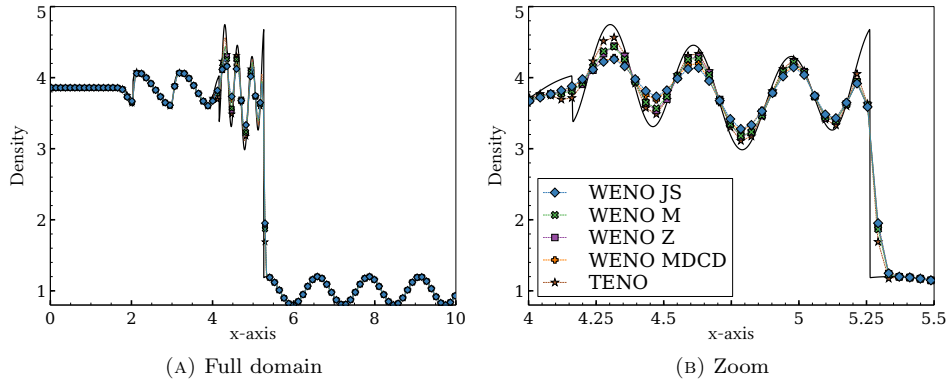 5
4
3
2
1
Density
0
2
4
6
8
10
x-axis
(A) Full domain
5
4
3
2
1
Density
WENO JS
WENO M
WENO Z
WENO MDCD
TENO
4
4.25
4.5
4.75
5
5.25
5.5
x-axis
(B) Zoom